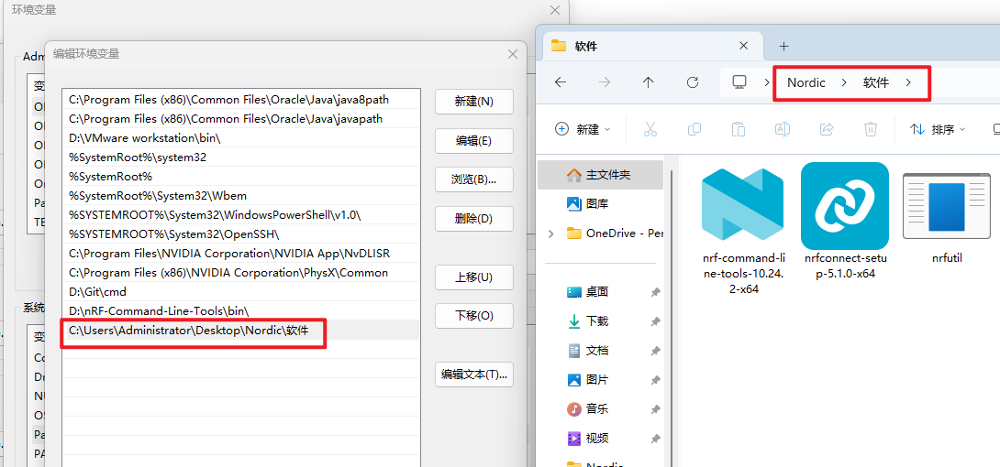 环境变量
编辑环境变量
Adm
变
Ol
Ol
Ol
Ol
On
Pa
TE
系统
变
Co
Dr
NU
OS
Pa
PA
C:\Program Files (x86)\Common Files\Oracle\Java\java8path
C:\Program Files (x86)\Common Files\Oracle\Java\javapath
D:\VMware workstation\bin\
%SystemRoot%\system32
%SystemRoot%
%SystemRoot%\System32\Wbem
%SYSTEMROOT%\System32\WindowsPowerShell\v1.0\
%SYSTEMROOT%\System32\OpenSSH\
C:\Program Files\NVIDIA Corporation\NVIDIA App\NvDLISR
C:\Program Files (x86)\NVIDIA Corporation\PhysX\Common
D:\Git\cmd
D:\nRF-Command-Line-Tools\bin\
C:\Users\Administrator\Desktop\Nordic\软件
新建(N)
编辑(E)
浏览(B)...
删除(D)
上移(U)
下移(O)
编辑文本(T)...
软件
Nordic > 软件 >
新建
排序
主文件夹
图库
OneDrive - Per
桌面
下载
文档
图片
音乐
视频
Nordic
nrf-command-li
ne-tools-10.24.
2-x64
nrfconnect-setu
p-5.1.0-x64
nrfutil